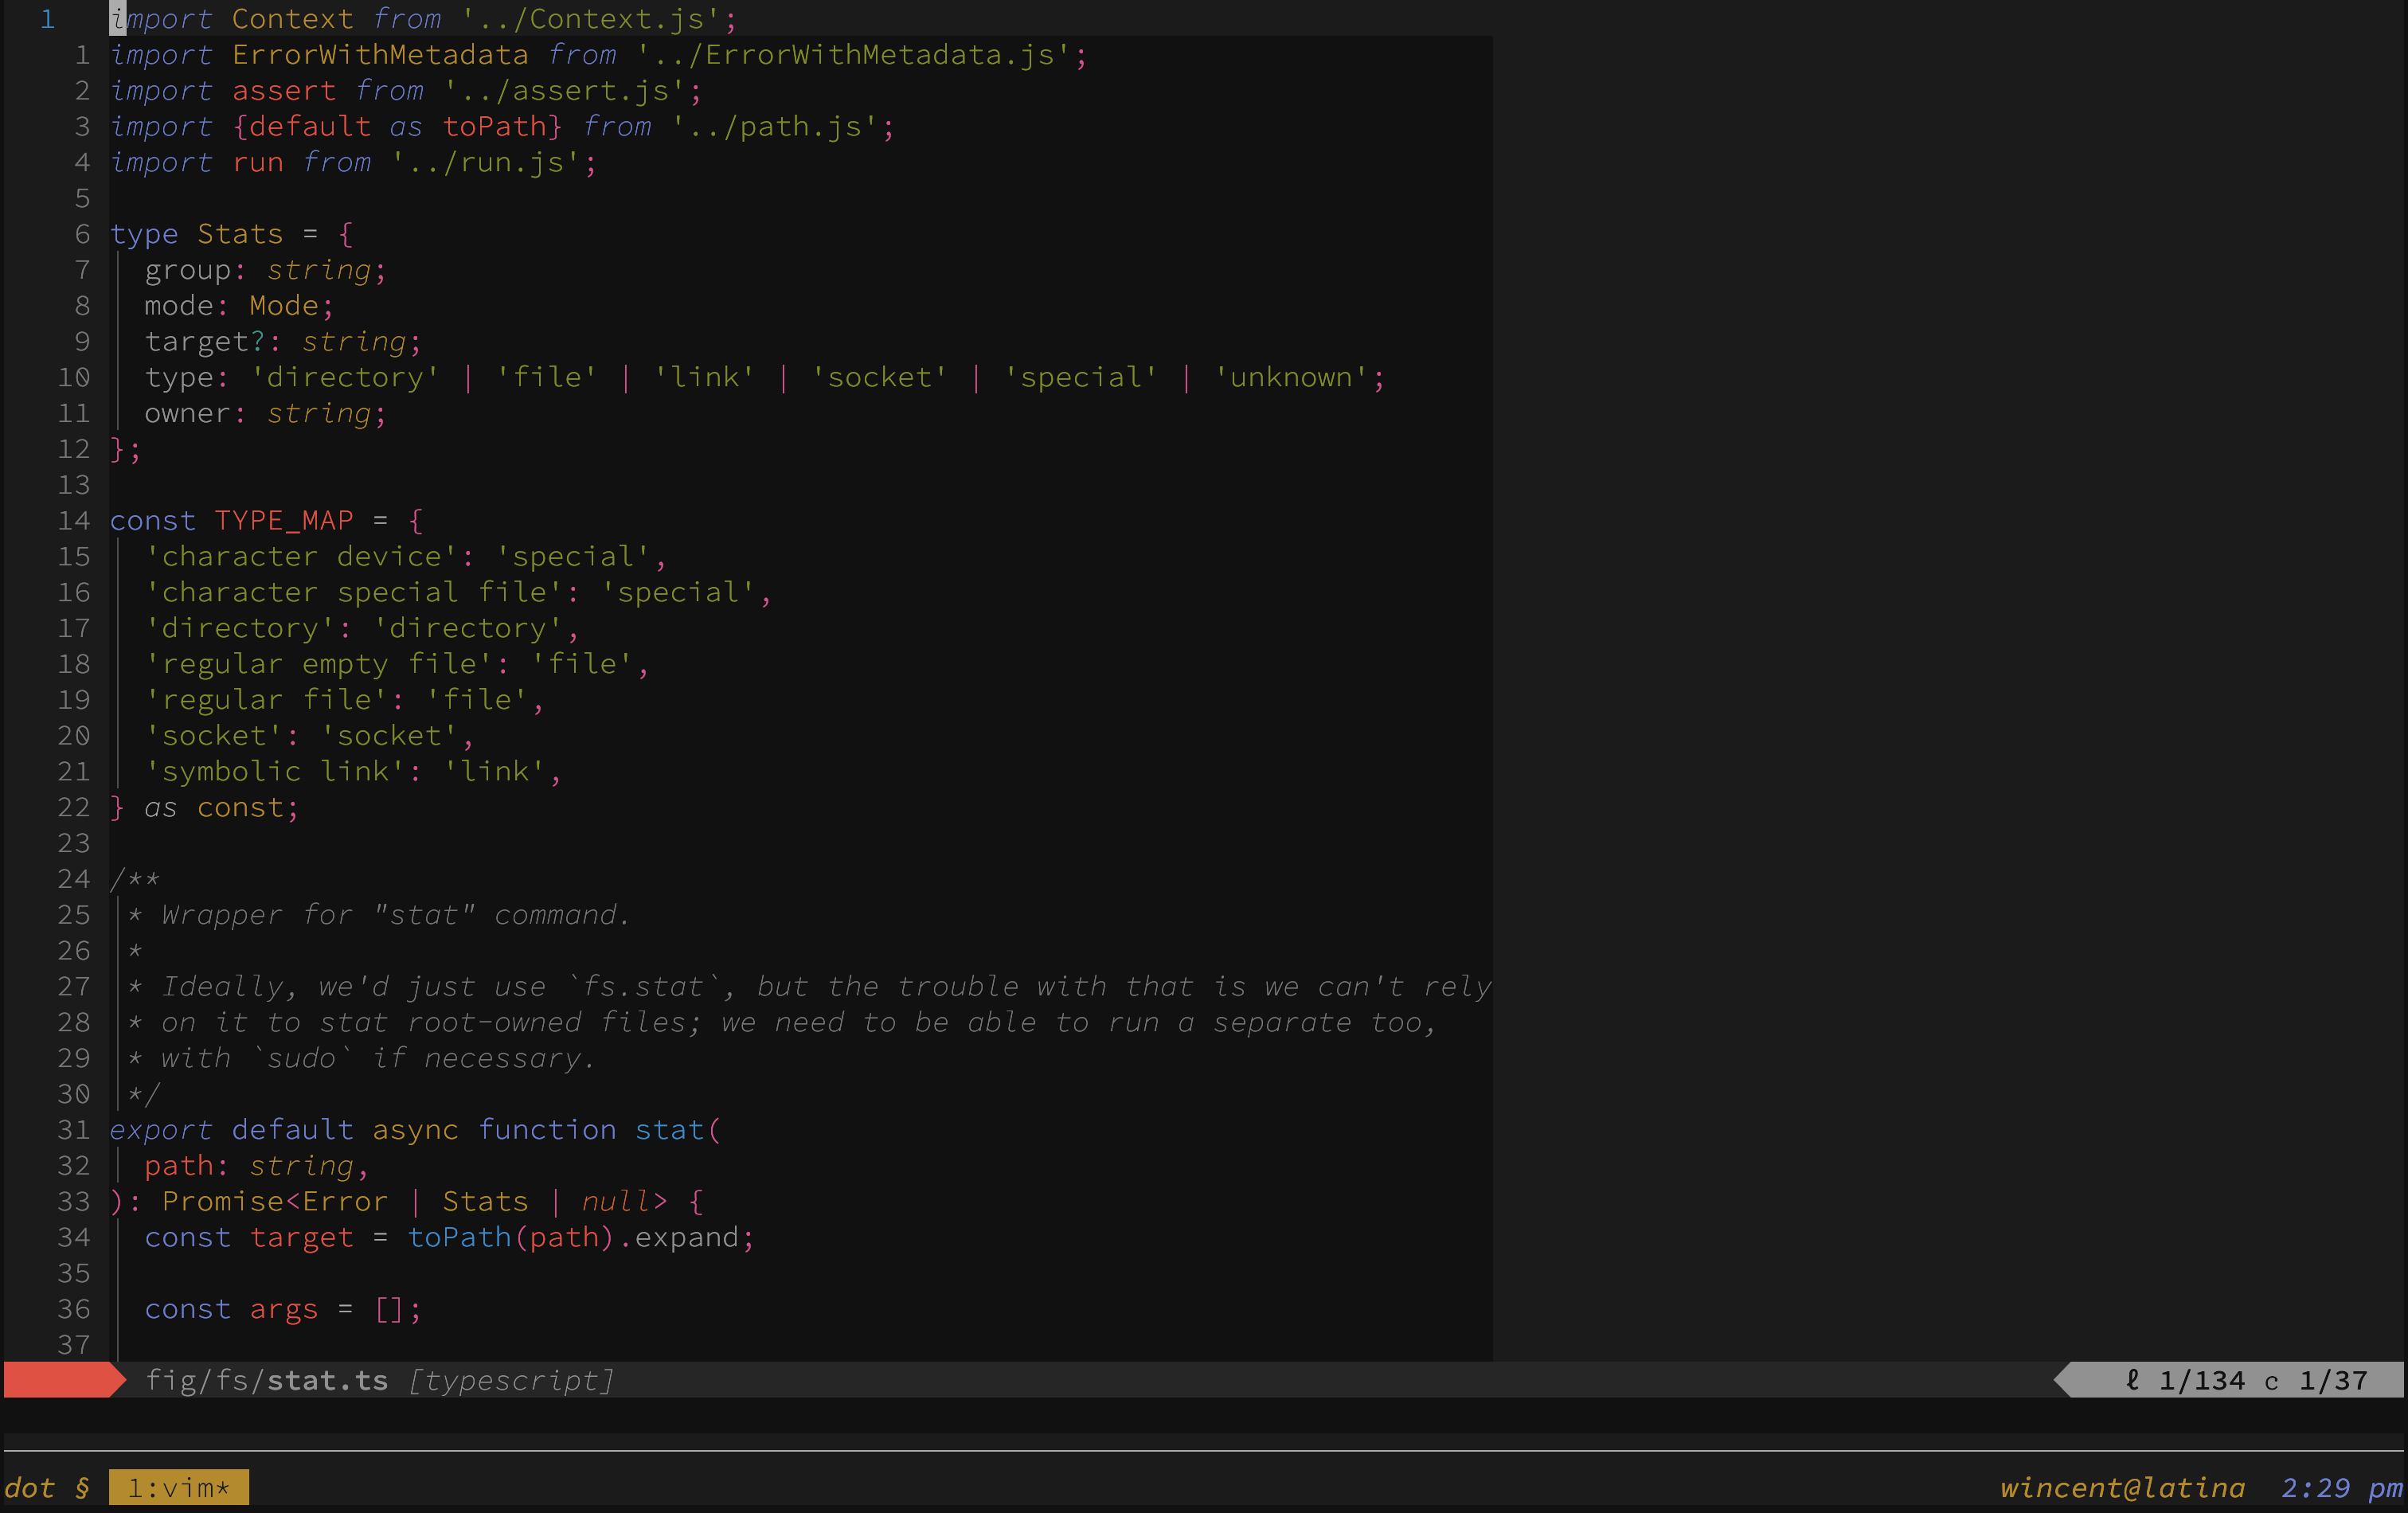 1 import Context from '../Context.js';
1 import ErrorWithMetadata from '../ErrorWithMetadata.js';
2 import assert from '../assert.js';
3 import {default as toPath} from '../path.js';
4 import run from '../run.js';
5
6 type Stats = {
7   group: string;
8   mode: Mode;
9   target?: string;
10   type: 'directory' | 'file' | 'link' | 'socket' | 'special' | 'unknown';
11   owner: string;
12 };
13
14 const TYPE_MAP = {
15   'character device': 'special',
16   'character special file': 'special',
17   'directory': 'directory',
18   'regular empty file': 'file',
19   'regular file': 'file',
20   'socket': 'socket',
21   'symbolic link': 'link',
22 } as const;
23
24 /**
25  * Wrapper for "stat" command.
26  *
27  * Ideally, we'd just use `fs.stat`, but the trouble with that is we can't rely
28  * on it to stat root-owned files; we need to be able to run a separate too,
29  * with `sudo` if necessary.
30  */
31 export default async function stat(
32   path: string,
33 ): Promise<Error | Stats | null> {
34   const target = toPath(path).expand;
35
36   const args = [];
37
fig/fs/stat.ts [typescript] ℓ 1/134 c 1/37
dot § 1:vim* wincent@latina 2:29 pm